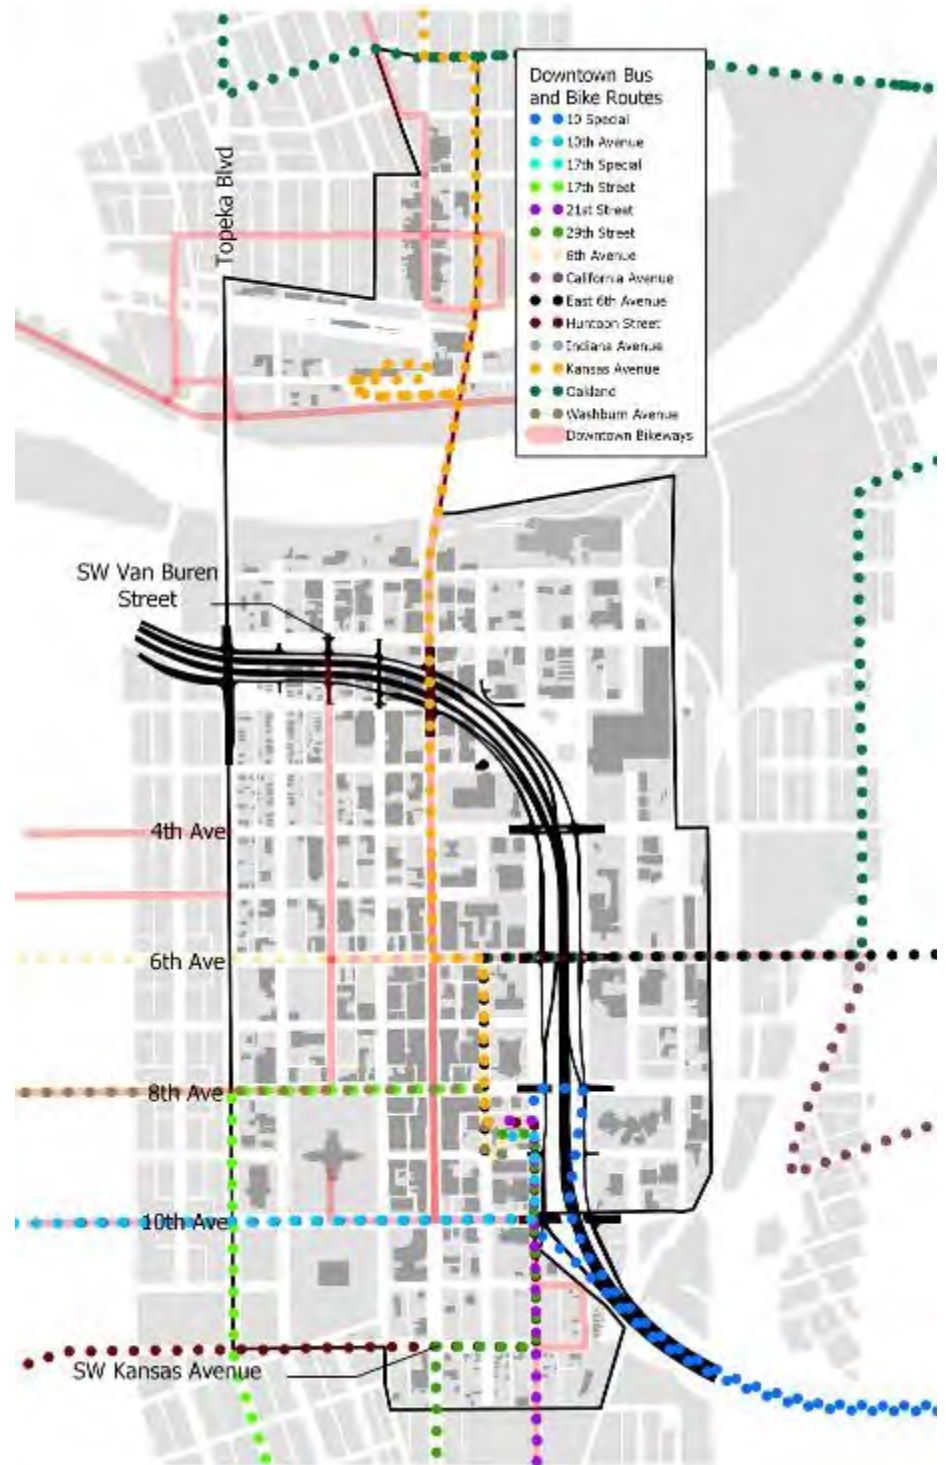 Downtown Bus
and Bike Routes
10 Special
10th Avenue
17th Special
17th Street
21st Street
29th Street
6th Avenue
California Avenue
East 6th Avenue
Huntoon Street
Indiana Avenue
Kansas Avenue
Oakland
Washburn Avenue
Downtown Bikeways
Topeka Blvd
SW Van Buren
Street
4th Ave
6th Ave
8th Ave
10th Ave
SW Kansas Avenue